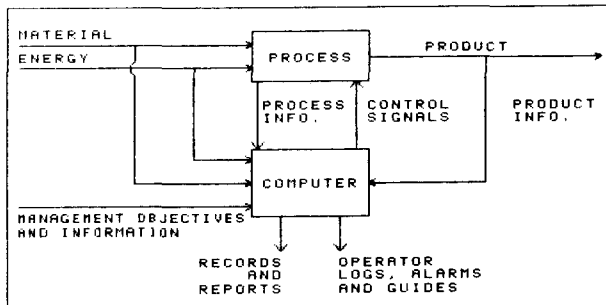 MATERIAL
ENERGY
PROCESS
PRODUCT
PROCESS
INFO.
CONTROL
SIGNALS
PRODUCT
INFO.
COMPUTER
MANAGEMENT OBJECTIVES
AND INFORMATION
RECORDS
AND
REPORTS
OPERATOR
LOGS, ALARMS
AND GUIDES